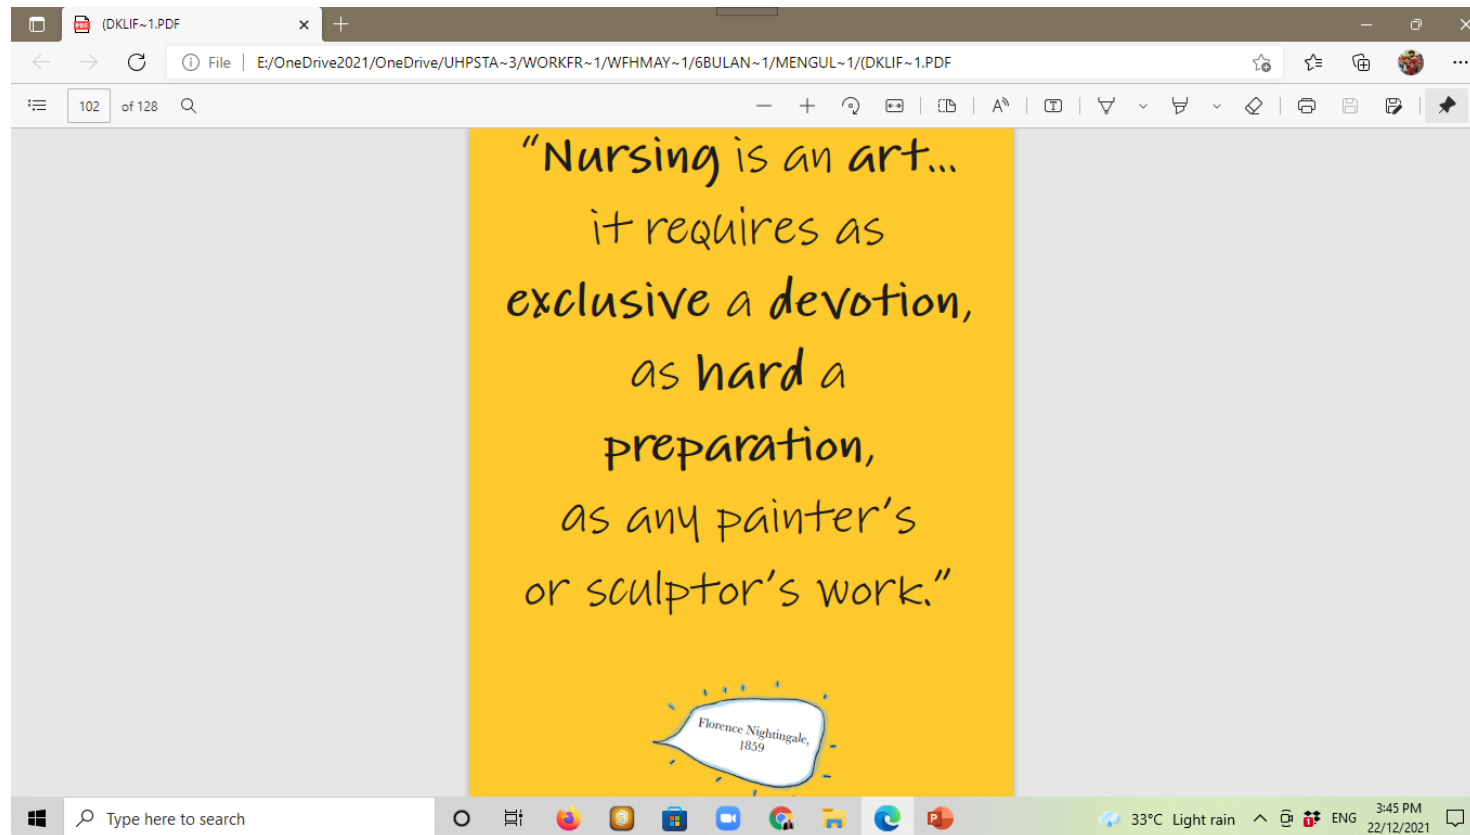 (DKLIF~1.PDF
File
E:/OneDrive2021/OneDrive/UHPSTA~3/WORKFR~1/WFHMAY~1/6BULAN~1/MENGUL~1/(DKLIF~1.PDF
102 of 128
“Nursing is an art...
it requires as
exclusive a devotion,
as hard a
preparation,
as any painter’s
or sculptor’s work.”
Florence Nightingale,
1859
Type here to search
33°C Light rain
ENG
3:45 PM
22/12/2021